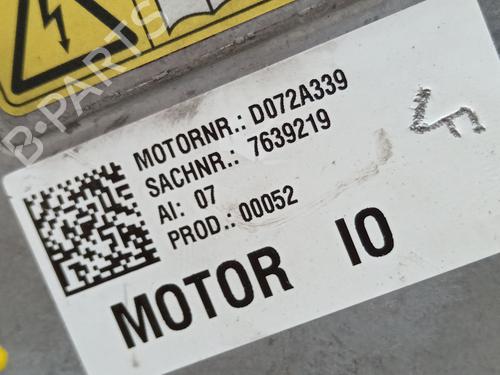 MOTORNR.: D072A339
SACHNR.: 7639219
AI: 07
PROD.: 00052
MOTOR IO
B-PARTS